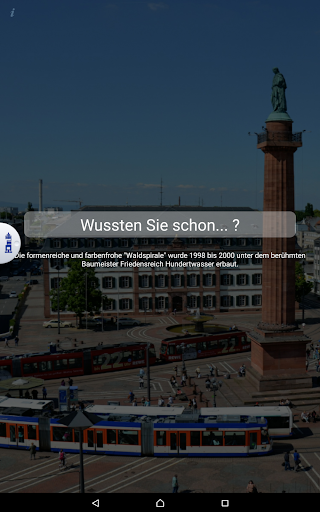 Wussten Sie schon... ?
Die formenreiche und farbenfrohe "Waldspirale" wurde 1998 bis 2000 unter dem berühmten
Baumeister Friedensreich Hundertwasser erbaut.